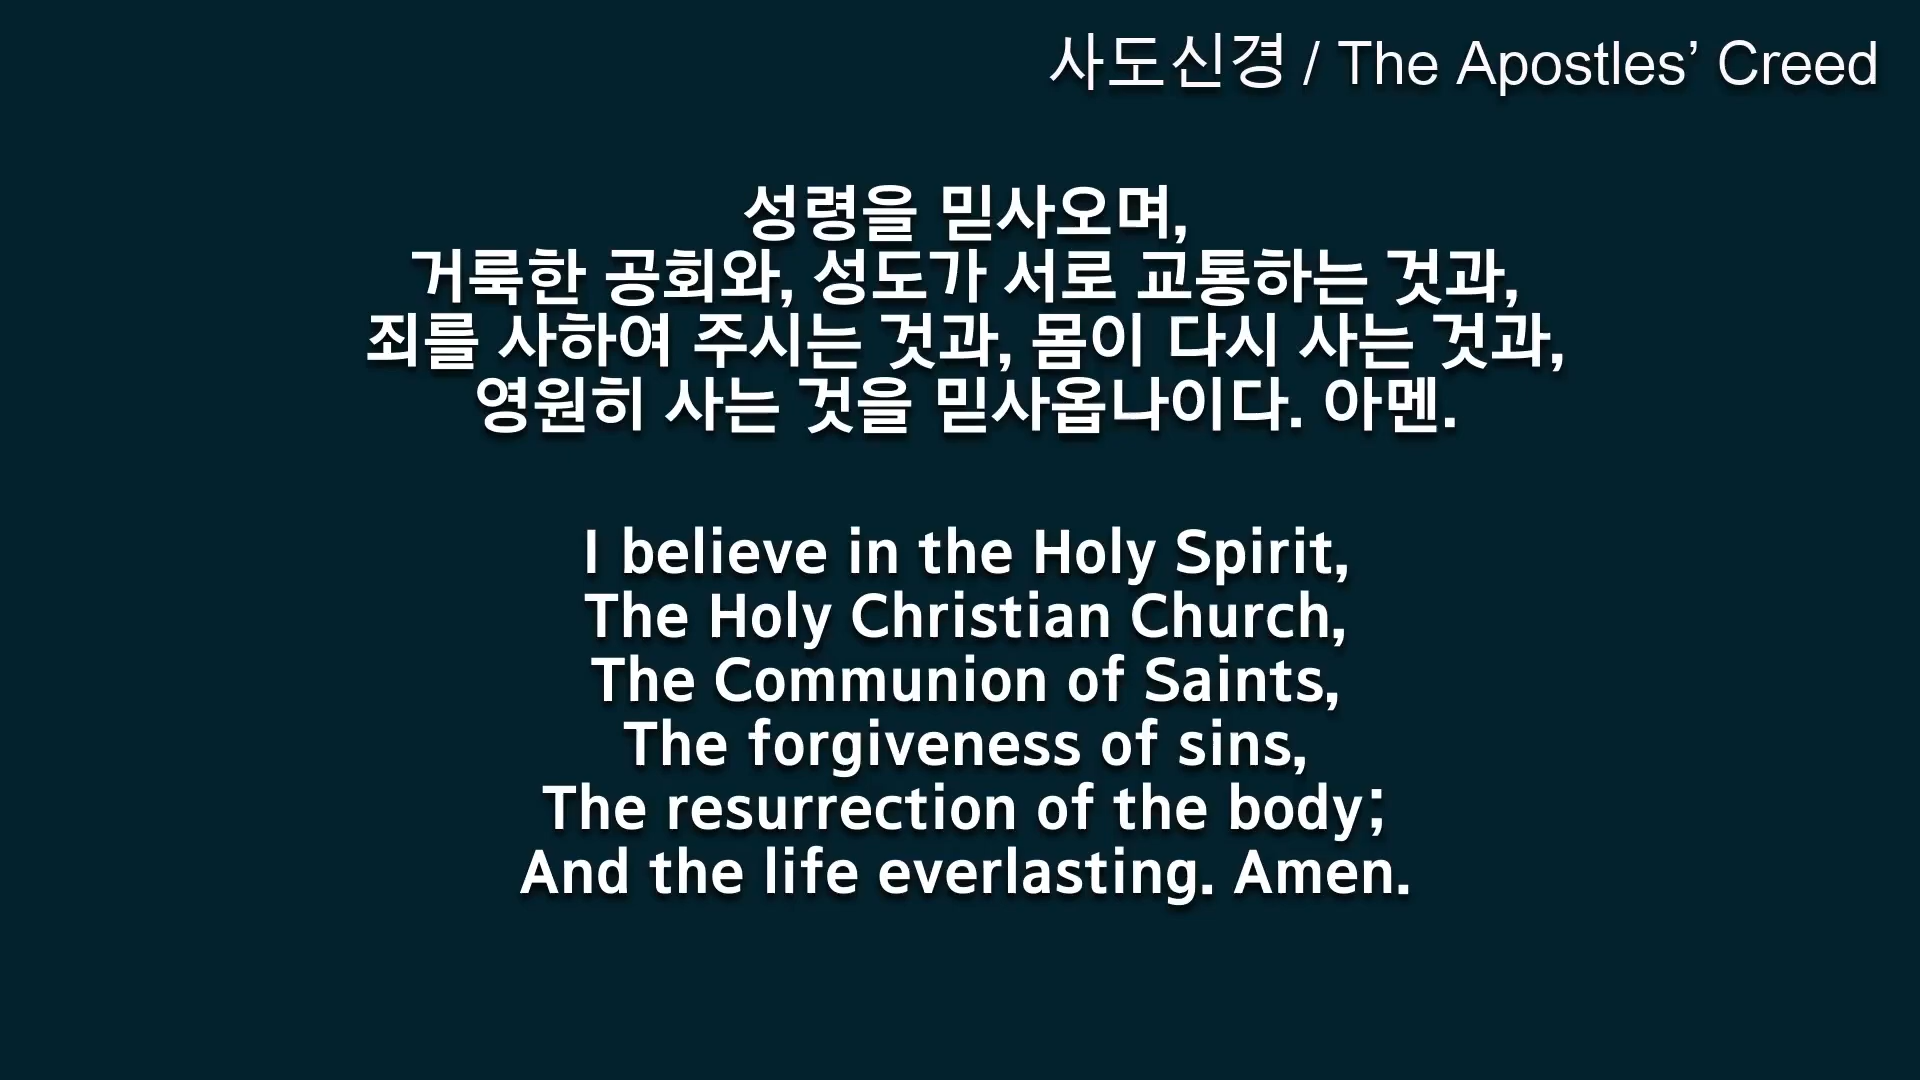 사도신경 / The Apostles’ Creed
성령을 믿사오며,
거룩한 공회와, 성도가 서로 교통하는 것과,
죄를 사하여 주시는 것과, 몸이 다시 사는 것과,
영원히 사는 것을 믿사옵나이다. 아멘.
I believe in the Holy Spirit,
The Holy Christian Church,
The Communion of Saints,
The forgiveness of sins,
The resurrection of the body;
And the life everlasting. Amen.